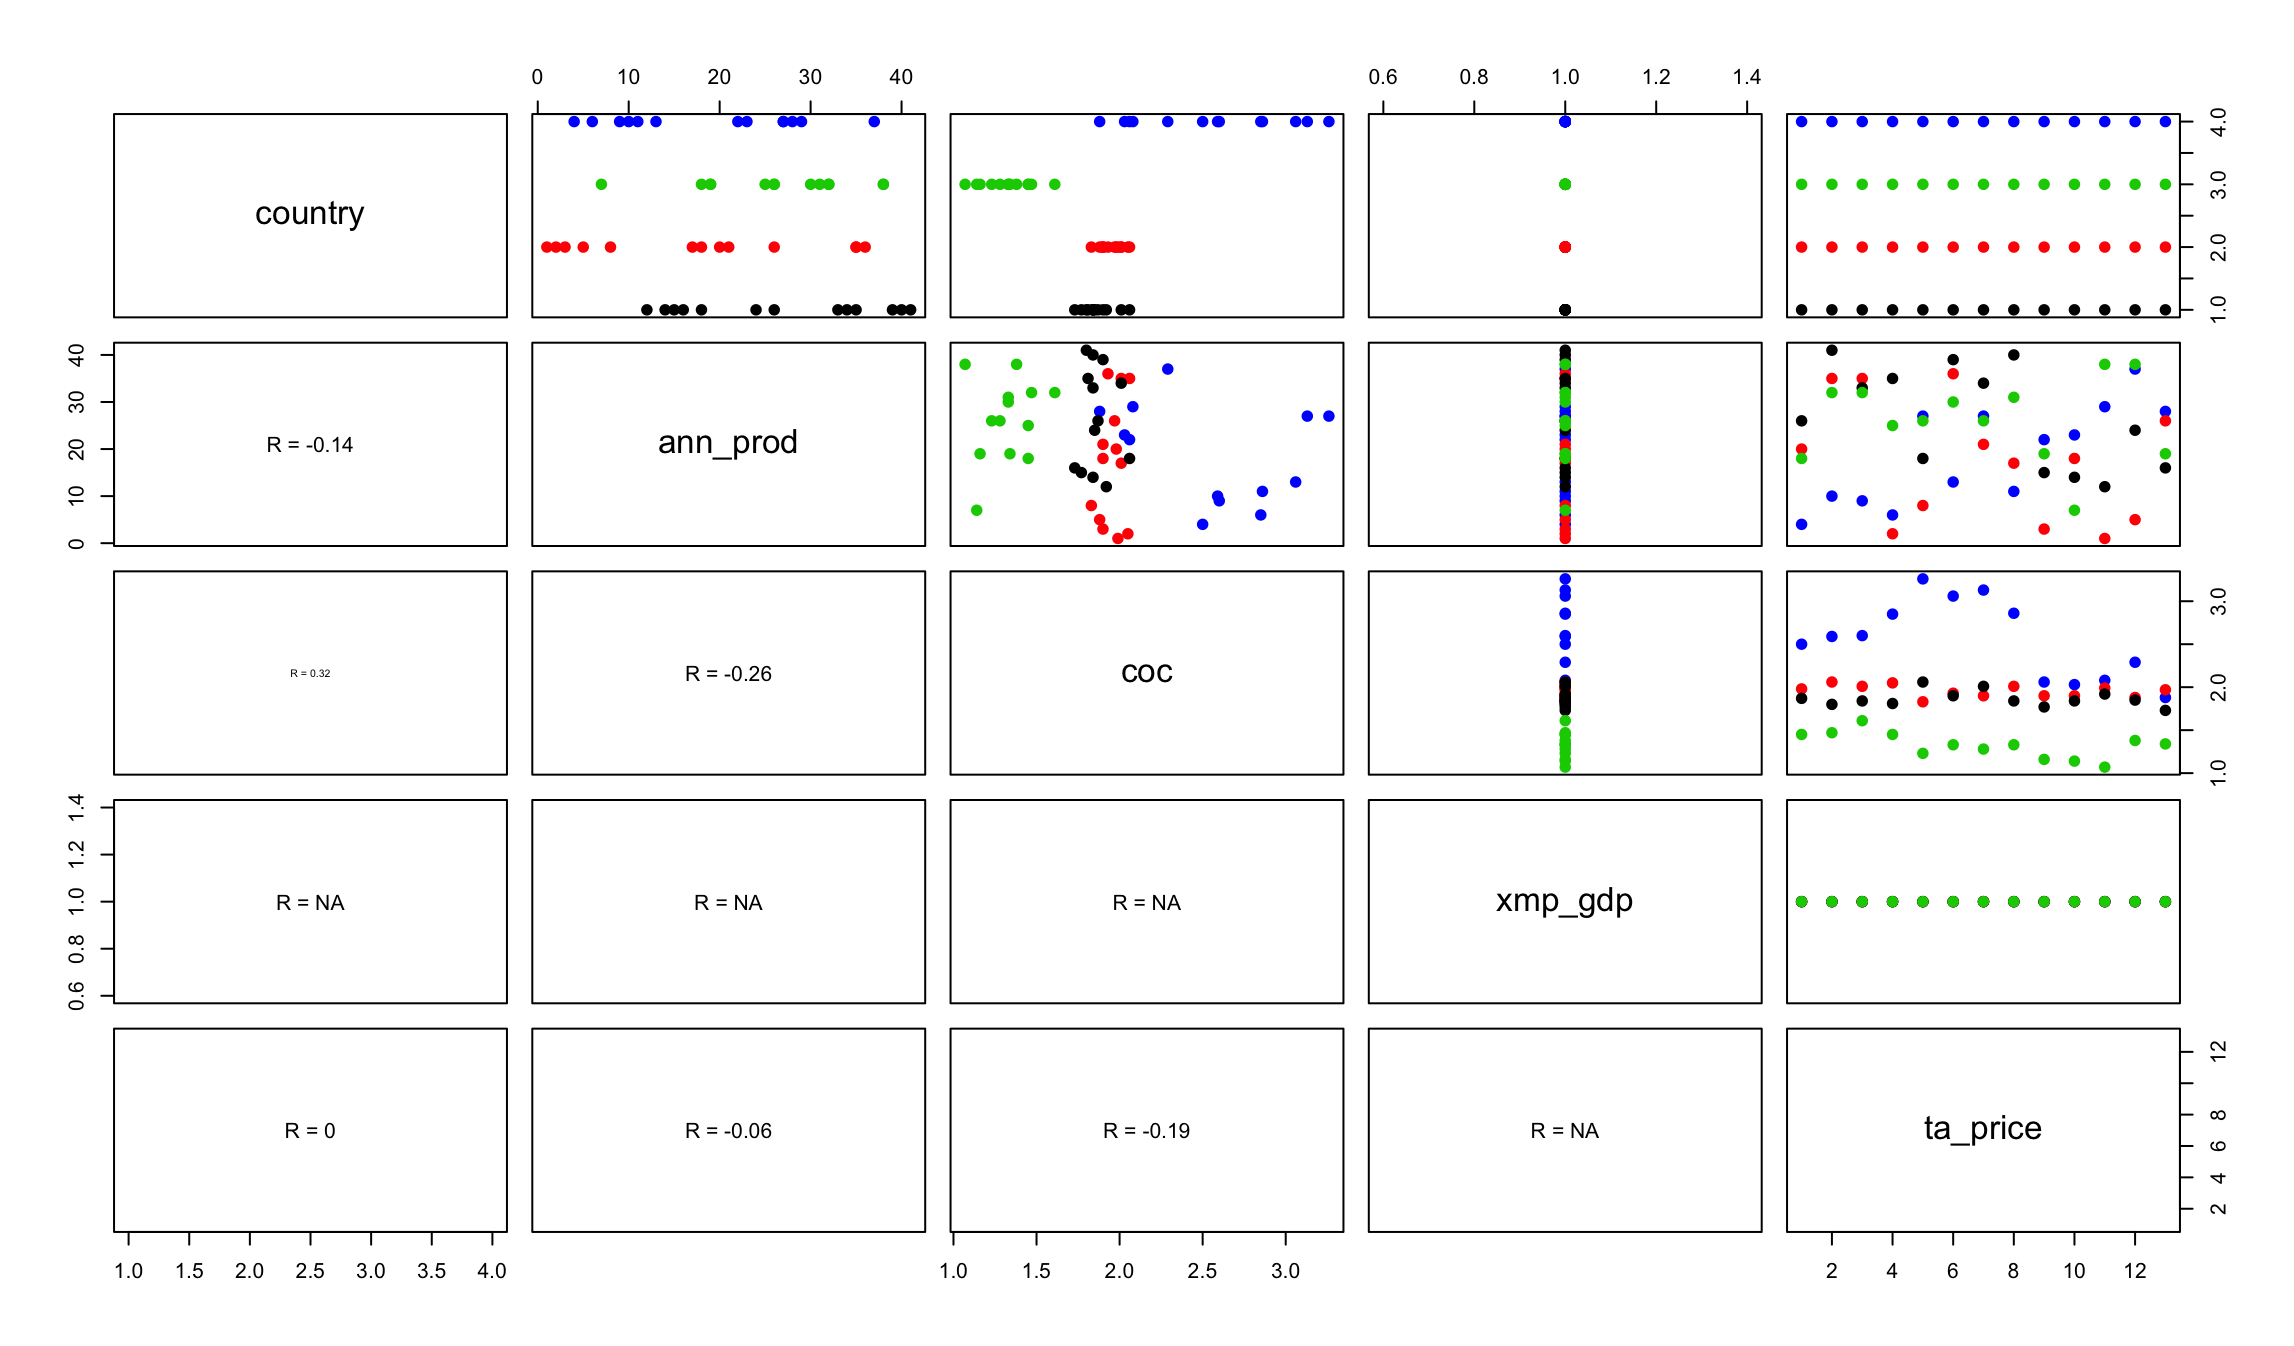 0 10 20 30 40 0.6 0.8 1.0 1.2 1.4
country 1.0 2.0 3.0 4.0
0 10 20 30 40 R = -0.14 ann_prod
R = 0.32 R = -0.26 coc 1.0 2.0 3.0
0.6 0.8 1.0 1.2 1.4 R = NA R = NA R = NA xmp_gdp
R = 0 R = -0.06 R = -0.19 R = NA ta_price 2 4 6 8 12
1.0 1.5 2.0 2.5 3.0 3.5 4.0 1.0 1.5 2.0 2.5 3.0 2 4 6 8 10 12